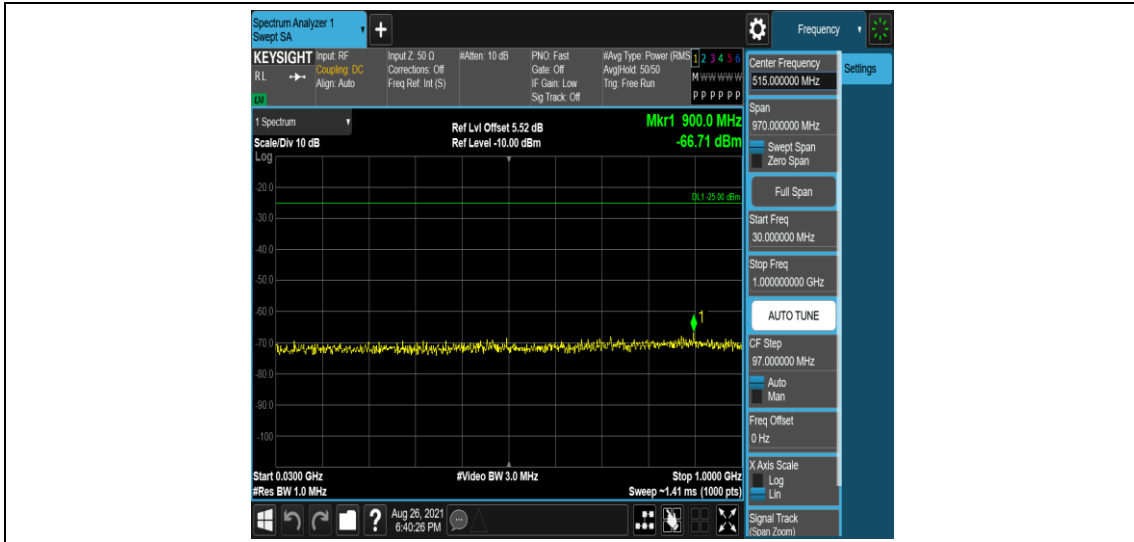 Spectrum Analyzer 1
Swept SA
+
Frequency
KEYSIGHT
RL
Input: RF
Coupling: DC
Align: Auto
Input Z: 50 Ω
Corrections: Off
Freq Ref: Int (S)
#Atten: 10 dB
PNO: Fast
Gate: Off
IF Gain: Low
Sig Track: Off
#Avg Type: Power (RMS
Avg|Hold: 50/50
Trig: Free Run
1 2 3 4 5 6
M W W W W W
P P P P P P
1 Spectrum
Scale/Div 10 dB
Ref Lvl Offset 5.52 dB
Ref Level -10.00 dBm
Mkr1 900.0 MHz
-66.71 dBm
Log
-20.0
DL1 -25.00 dBm
-30.0
-40.0
-50.0
-60.0
1
-70.0
-80.0
-90.0
-100
Start 0.0300 GHz
#Res BW 1.0 MHz
#Video BW 3.0 MHz
Stop 1.0000 GHz
Sweep ~1.41 ms (1000 pts)
Center Frequency
515.000000 MHz
Settings
Span
970.000000 MHz
Swept Span
Zero Span
Full Span
Start Freq
30.000000 MHz
Stop Freq
1.000000000 GHz
AUTO TUNE
CF Step
97.000000 MHz
Auto
Man
Freq Offset
0 Hz
X Axis Scale
Log
Lin
Signal Track
(Span Zoom)
?
Aug 26, 2021
6:40:26 PM